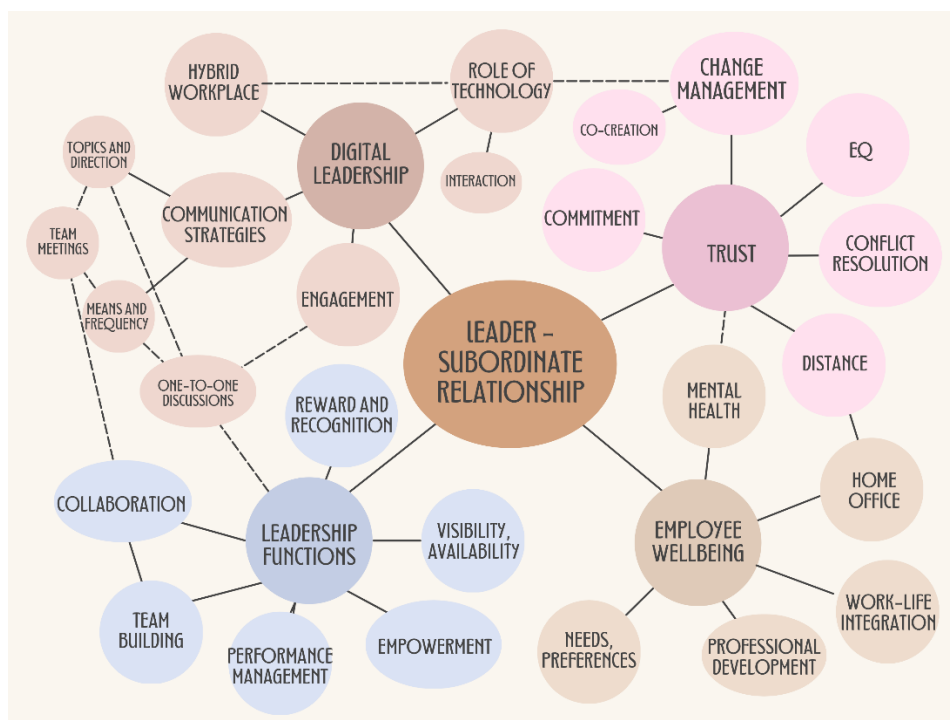 HYBRID
WORKPLACE
ROLE OF
TECHNOLOGY
CHANGE
MANAGEMENT
CO-CREATION
EQ
TOPICS AND
DIRECTION
DIGITAL
LEADERSHIP
INTERACTION
COMMUNICATION
STRATEGIES
COMMITMENT
TEAM
MEETINGS
TRUST
CONFLICT
RESOLUTION
MEANS AND
FREQUENCY
ENGAGEMENT
LEADER –
SUBORDINATE
RELATIONSHIP
DISTANCE
ONE-TO-ONE
DISCUSSIONS
MENTAL
HEALTH
REWARD AND
RECOGNITION
HOME
OFFICE
COLLABORATION
LEADERSHIP
FUNCTIONS
VISIBILITY,
AVAILABILITY
EMPLOYEE
WELLBEING
WORK-LIFE
INTEGRATION
TEAM
BUILDING
PERFORMANCE
MANAGEMENT
EMPOWERMENT
NEEDS,
PREFERENCES
PROFESSIONAL
DEVELOPMENT